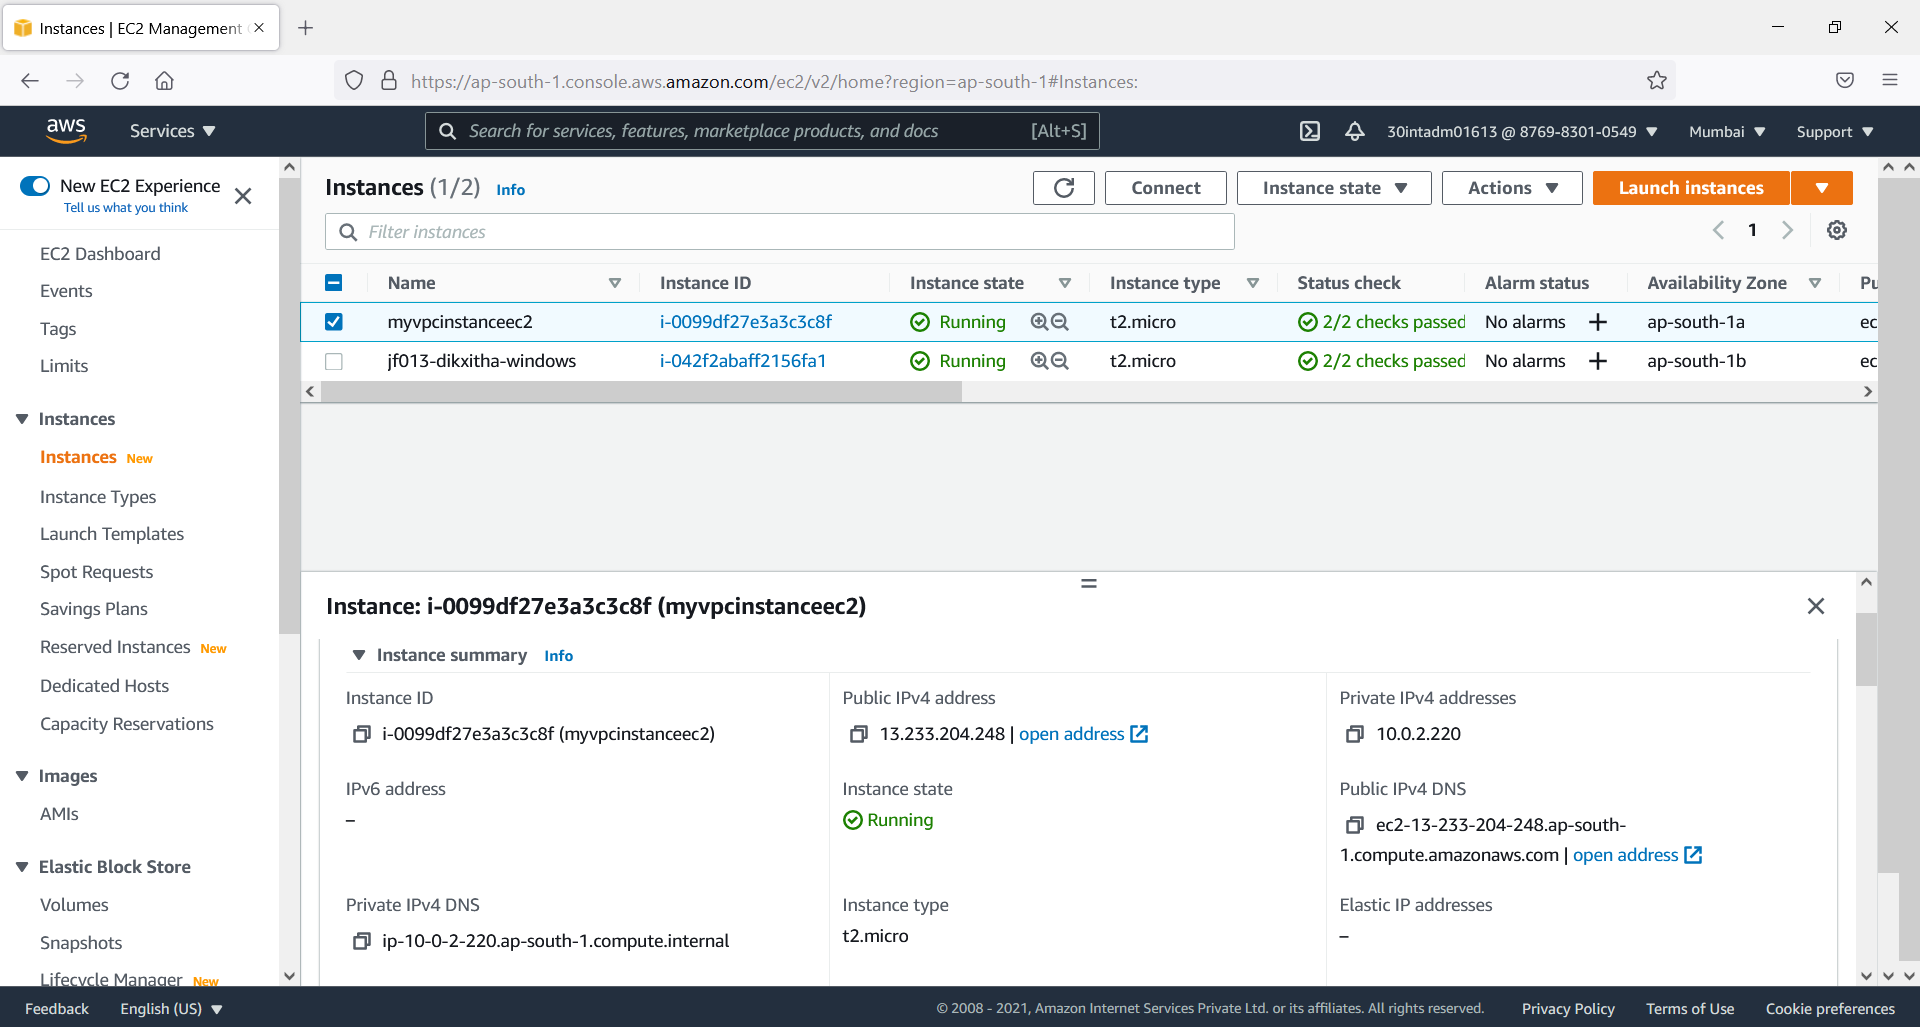 Instances | EC2 Management
https://ap-south-1.console.aws.amazon.com/ec2/v2/home?region=ap-south-1#Instances:
aws
Services
Search for services, features, marketplace products, and docs [Alt+S]
30intadm01613 @ 8769-8301-0549
Mumbai
Support
New EC2 Experience
Tell us what you think
EC2 Dashboard
Events
Tags
Limits
Instances
Instances New
Instance Types
Launch Templates
Spot Requests
Savings Plans
Reserved Instances New
Dedicated Hosts
Capacity Reservations
Images
AMIs
Elastic Block Store
Volumes
Snapshots
Lifecycle Manager New
Instances (1/2) Info
Connect
Instance state
Actions
Launch instances
Filter instances
1
Name Instance ID Instance state Instance type Status check Alarm status Availability Zone Pu
myvpcinstanceec2 i-0099df27e3a3c3c8f Running t2.micro 2/2 checks passed No alarms + ap-south-1a ec
jf013-dikxitha-windows i-042f2abaff2156fa1 Running t2.micro 2/2 checks passed No alarms + ap-south-1b ec
Instance: i-0099df27e3a3c3c8f (myvpcinstanceec2)
Instance summary Info
Instance ID
i-0099df27e3a3c3c8f (myvpcinstanceec2)
Public IPv4 address
13.233.204.248 | open address
Private IPv4 addresses
10.0.2.220
IPv6 address
–
Instance state
Running
Public IPv4 DNS
ec2-13-233-204-248.ap-south-
1.compute.amazonaws.com | open address
Private IPv4 DNS
ip-10-0-2-220.ap-south-1.compute.internal
Instance type
t2.micro
Elastic IP addresses
–
Feedback
English (US)
© 2008 - 2021, Amazon Internet Services Private Ltd. or its affiliates. All rights reserved.
Privacy Policy
Terms of Use
Cookie preferences